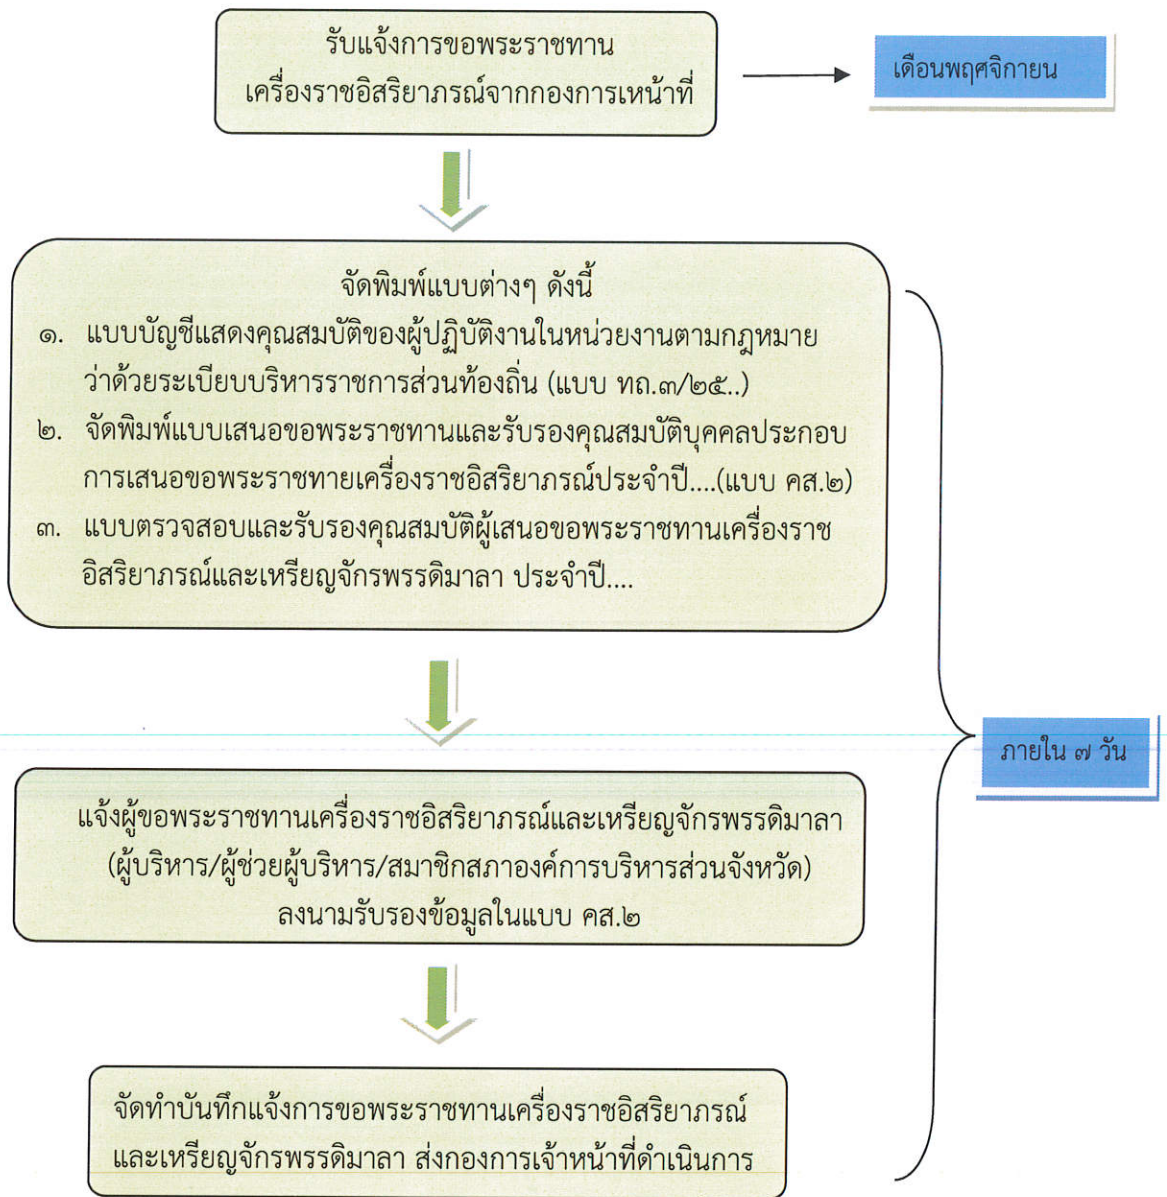 รับแจ้งการขอพระราชทาน
เครื่องราชอิสริยาภรณ์จากกองการเหน้าที่
เดือนพฤศจิกายน
จัดพิมพ์แบบต่างๆ ดังนี้
๑. แบบบัญชีแสดงคุณสมบัติของผู้ปฏิบัติงานในหน่วยงานตามกฎหมาย
ว่าด้วยระเบียบบริหารราชการส่วนท้องถิ่น (แบบ ทถ.๓/๒๕..)
๒. จัดพิมพ์แบบเสนอขอพระราชทานและรับรองคุณสมบัติบุคคลประกอบ
การเสนอขอพระราชทายเครื่องราชอิสริยาภรณ์ประจำปี....(แบบ คส.๒)
๓. แบบตรวจสอบและรับรองคุณสมบัติผู้เสนอขอพระราชทานเครื่องราช
อิสริยาภรณ์และเหรียญจักรพรรดิมาลา ประจำปี....
ภายใน ๗ วัน
แจ้งผู้ขอพระราชทานเครื่องราชอิสริยาภรณ์และเหรียญจักรพรรดิมาลา
(ผู้บริหาร/ผู้ช่วยผู้บริหาร/สมาชิกสภาองค์การบริหารส่วนจังหวัด)
ลงนามรับรองข้อมูลในแบบ คส.๒
จัดทำบันทึกแจ้งการขอพระราชทานเครื่องราชอิสริยาภรณ์
และเหรียญจักรพรรดิมาลา ส่งกองการเจ้าหน้าที่ดำเนินการ